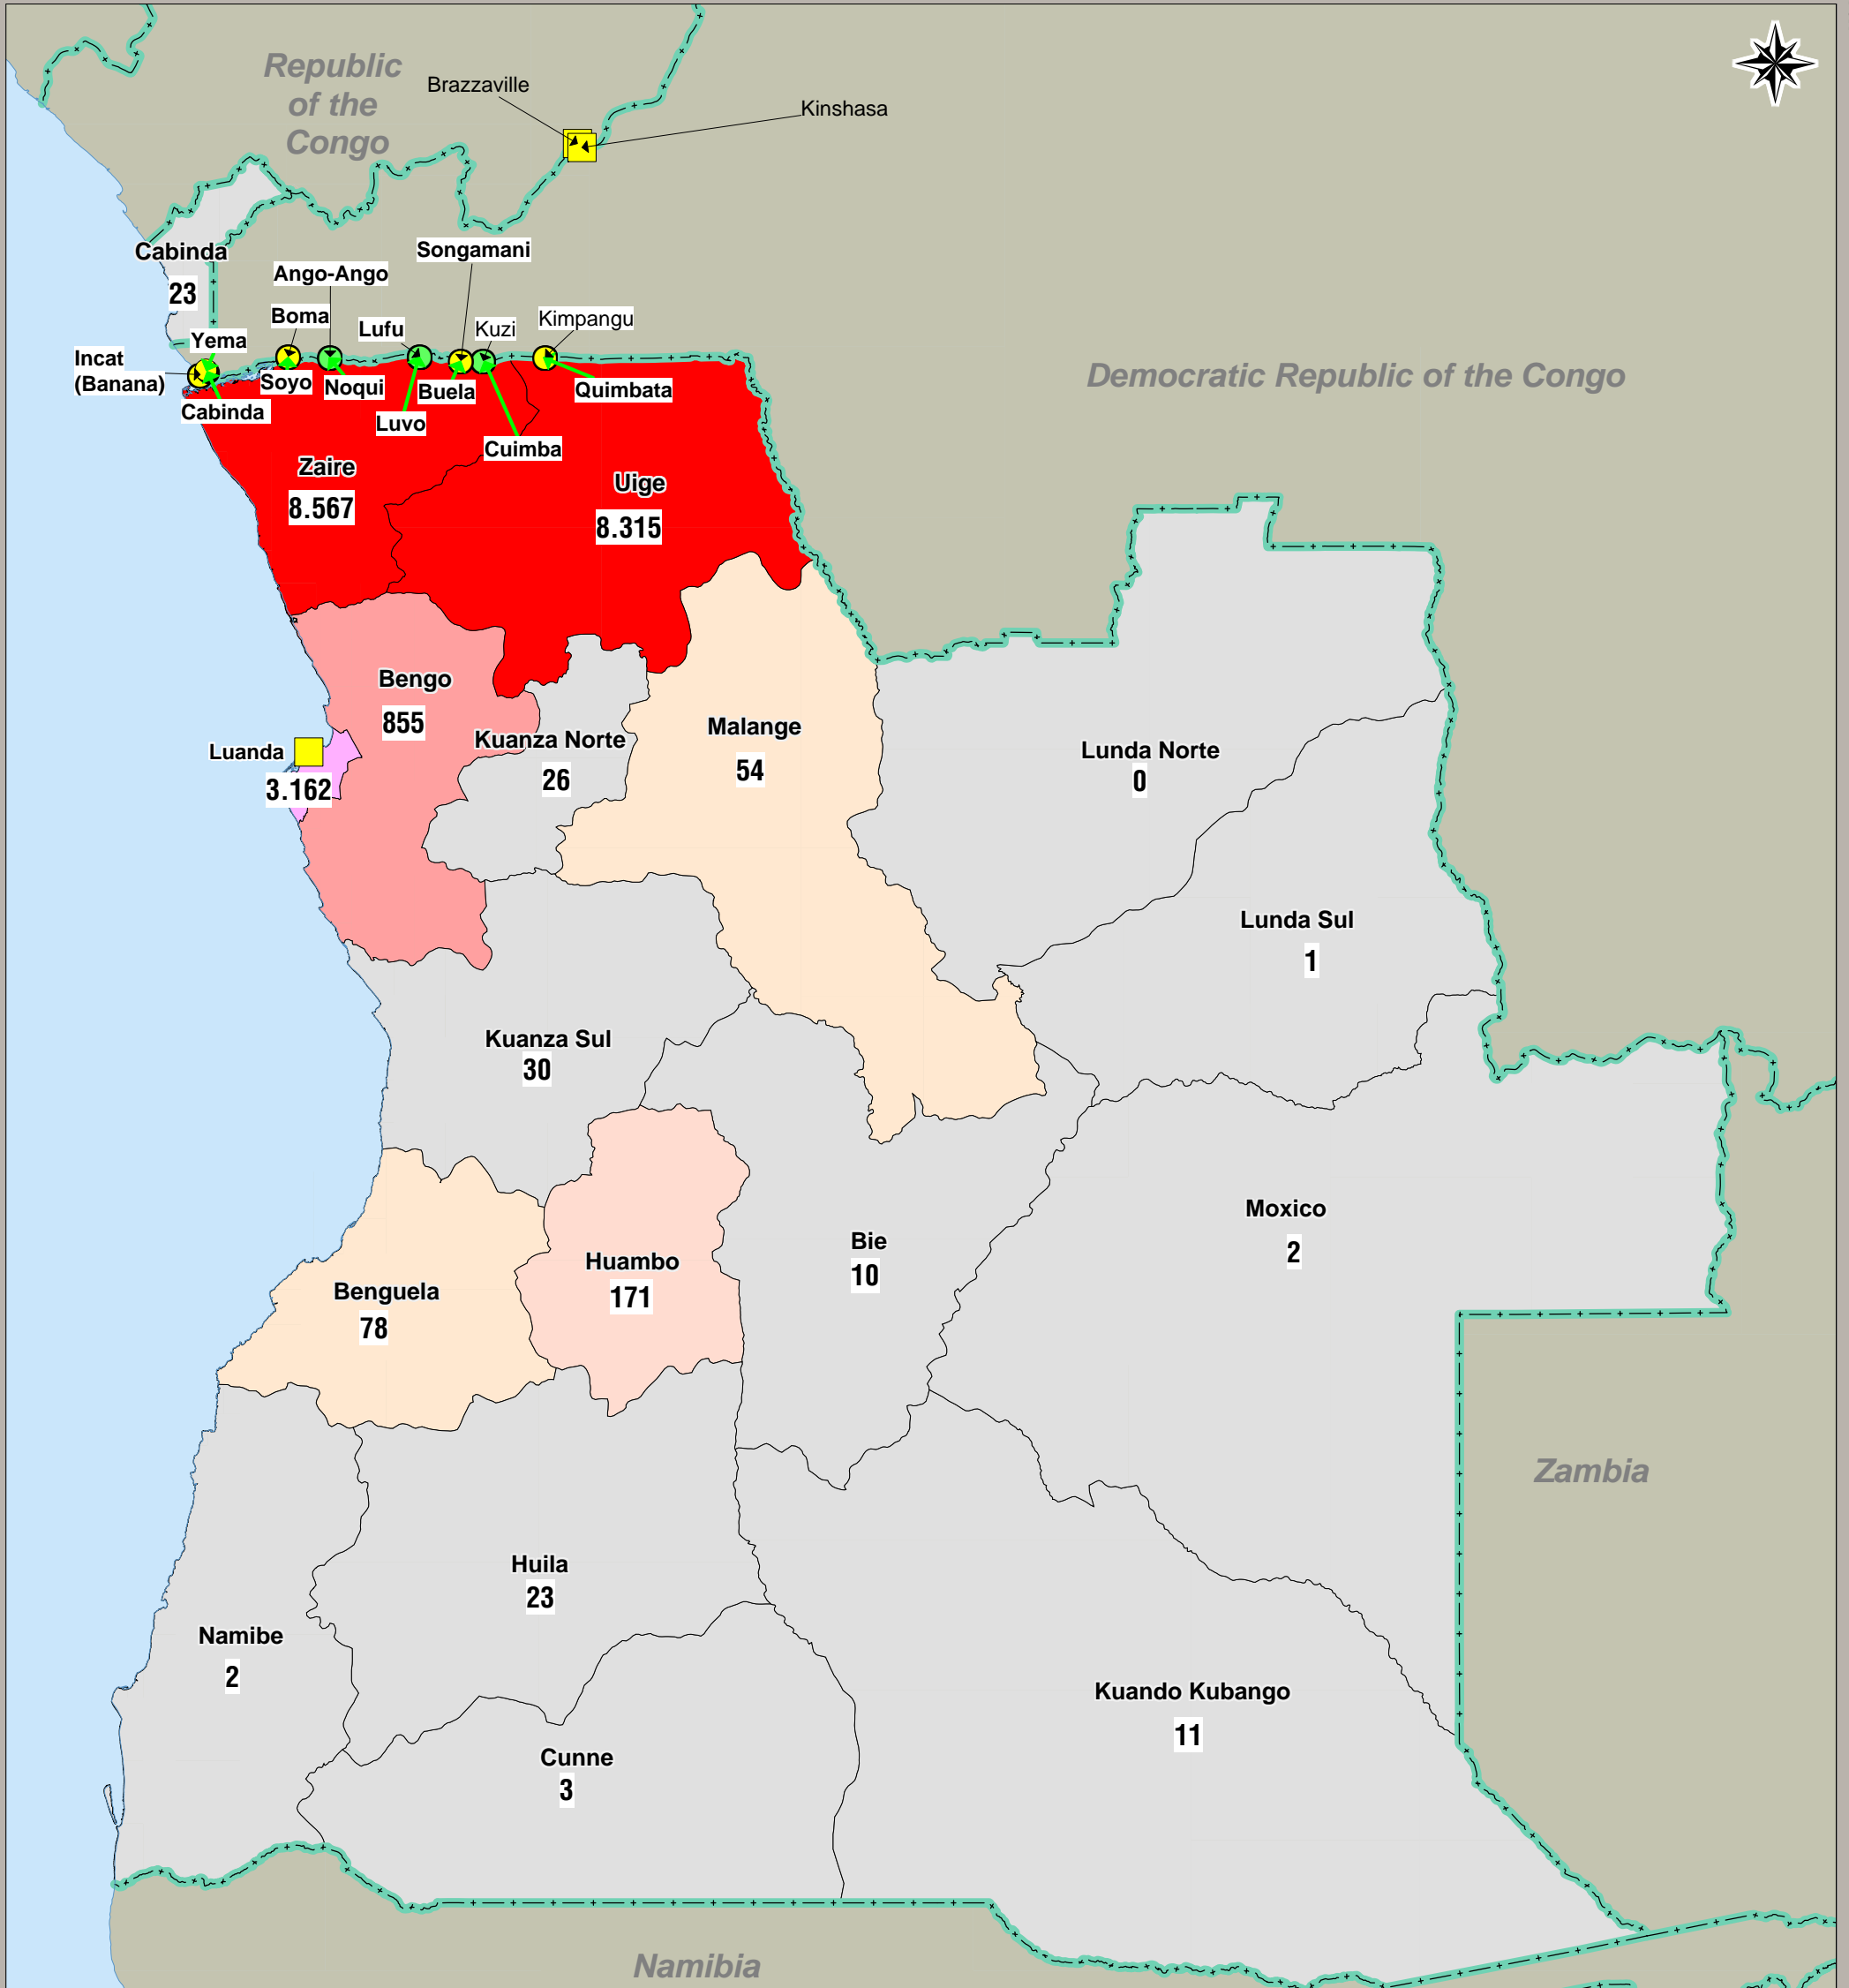 Republic
of the
Congo
Brazzaville
Kinshasa
Cabinda
23
Songamani
Ango-Ango
Boma
Lufu
Kuzi
Kimpangu
Yema
Incat
(Banana)
Cabinda
Soyo
Noqui
Luvo
Buela
Cuimba
Quimbata
Democratic Republic of the Congo
Zaire
8.567
Uige
8.315
Bengo
855
Luanda
3.162
Kuanza Norte
26
Malange
54
Lunda Norte
0
Lunda Sul
1
Kuanza Sul
30
Moxico
2
Bie
10
Huambo
171
Benguela
78
Zambia
Huila
23
Namibe
2
Kuando Kubango
11
Cunne
3
Namibia